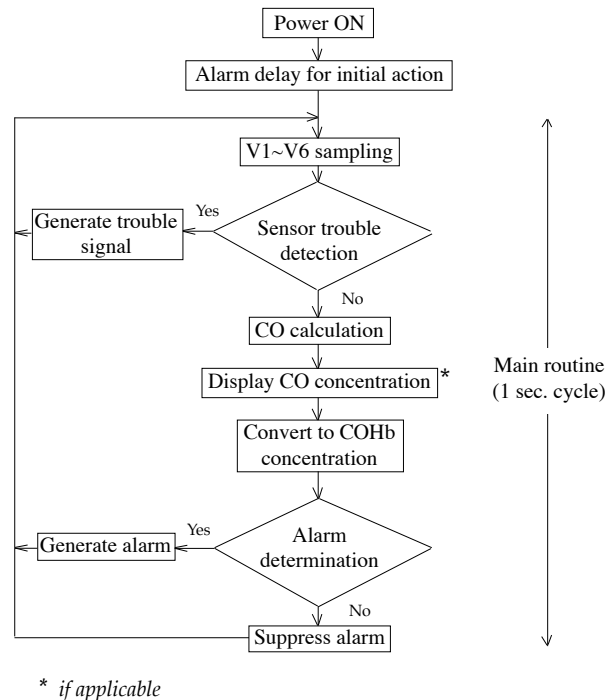 Power ON
Alarm delay for initial action
V1~V6 sampling
Generate trouble
signal
Yes
Sensor trouble
detection
No
CO calculation
Display CO concentration *
Main routine
(1 sec. cycle)
Convert to COHb
concentration
Generate alarm
Yes
Alarm
determination
No
Suppress alarm
* if applicable